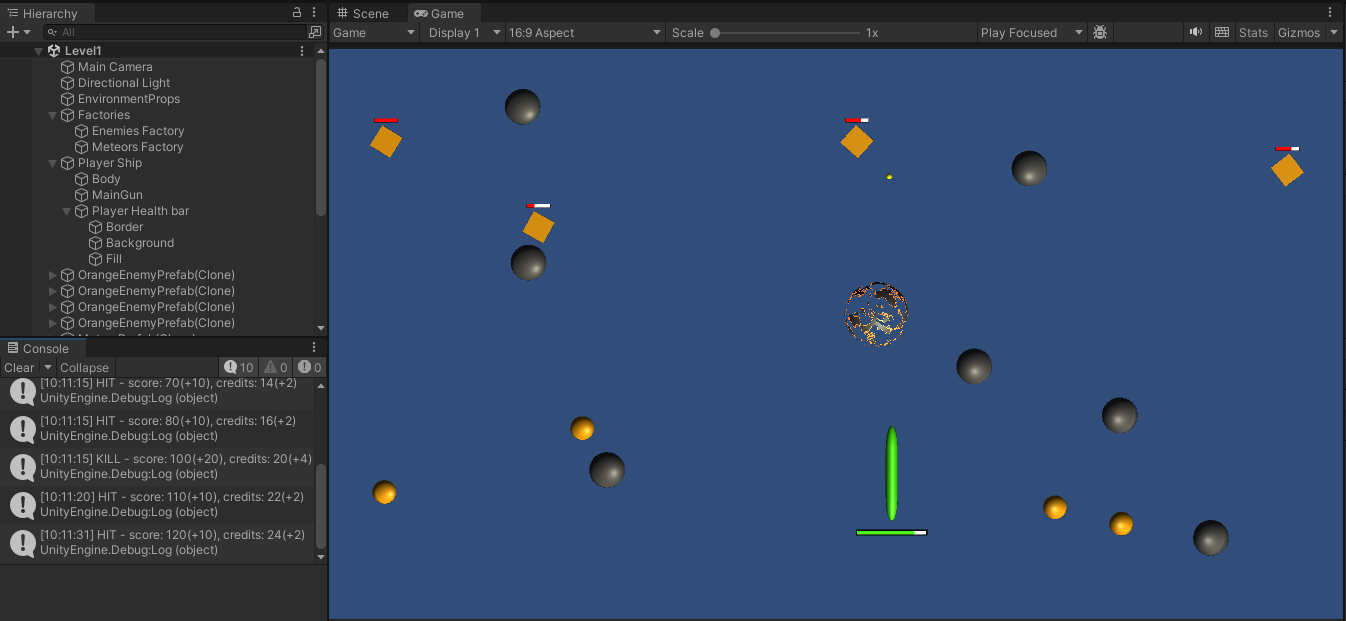 Hierarchy
All
Level1
Main Camera
Directional Light
EnvironmentProps
Factories
Enemies Factory
Meteors Factory
Player Ship
Body
MainGun
Player Health bar
Border
Background
Fill
OrangeEnemyPrefab(Clone)
OrangeEnemyPrefab(Clone)
OrangeEnemyPrefab(Clone)
OrangeEnemyPrefab(Clone)
Console
Clear Collapse 10 0 0
[10:11:15] HIT - score: 70(+10), credits: 14(+2)
UnityEngine.Debug:Log (object)
[10:11:15] HIT - score: 80(+10), credits: 16(+2)
UnityEngine.Debug:Log (object)
[10:11:15] KILL - score: 100(+20), credits: 20(+4)
UnityEngine.Debug:Log (object)
[10:11:20] HIT - score: 110(+10), credits: 22(+2)
UnityEngine.Debug:Log (object)
[10:11:31] HIT - score: 120(+10), credits: 24(+2)
UnityEngine.Debug:Log (object)
Scene Game
Game Display 1 16:9 Aspect Scale 1x Play Focused Stats Gizmos